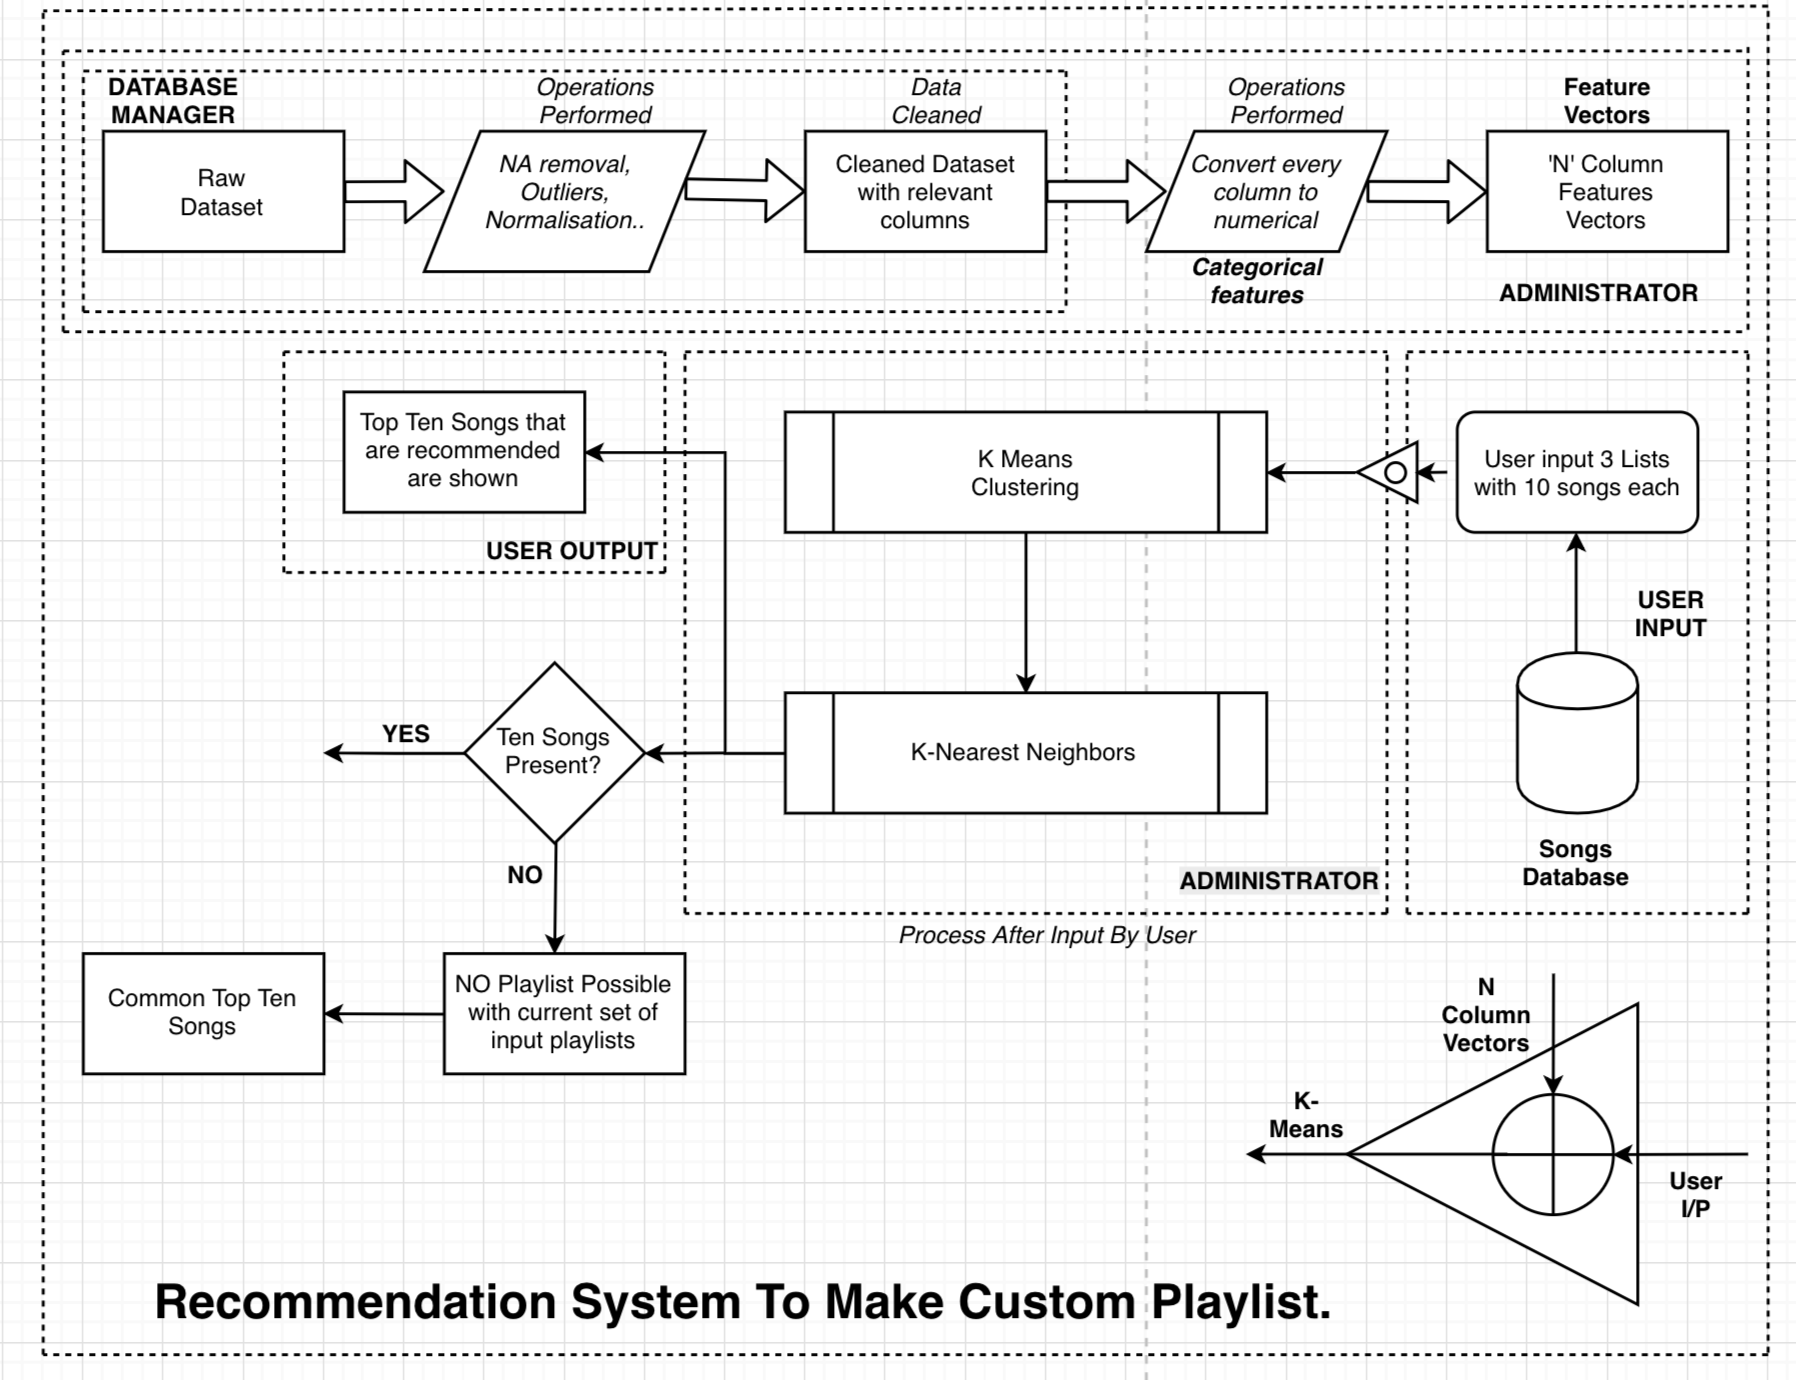 DATABASE
MANAGER
Operations
Performed
Data
Cleaned
Operations
Performed
Feature
Vectors
Raw
Dataset
NA removal,
Outliers,
Normalisation..
Cleaned Dataset
with relevant
columns
Convert every
column to
numerical
'N' Column
Features
Vectors
Categorical
features
ADMINISTRATOR
Top Ten Songs that
are recommended
are shown
USER OUTPUT
K Means
Clustering
User input 3 Lists
with 10 songs each
USER
INPUT
YES
Ten Songs
Present?
K-Nearest Neighbors
Songs
Database
NO
ADMINISTRATOR
Process After Input By User
Common Top Ten
Songs
NO Playlist Possible
with current set of
input playlists
N
Column
Vectors
K-
Means
User
I/P
Recommendation System To Make Custom Playlist.